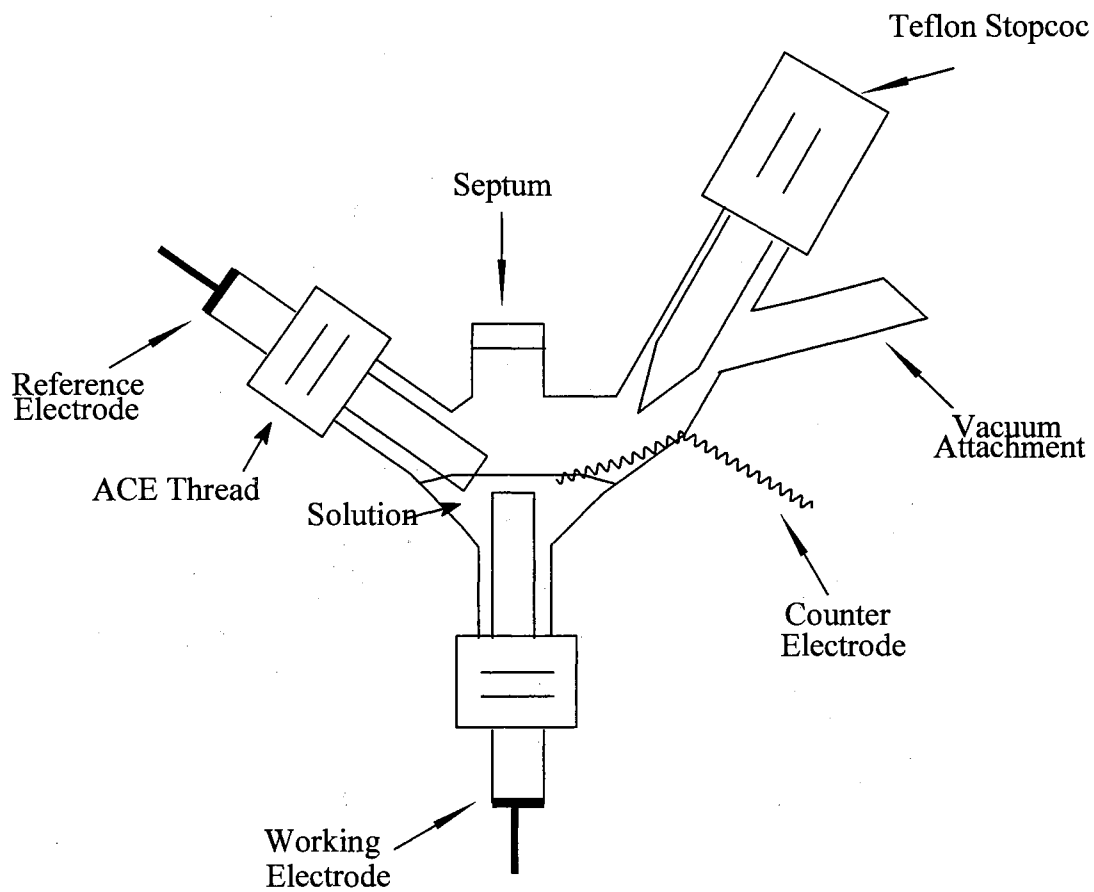 Teflon Stopcoc
Septum
Reference
Electrode
ACE Thread
Solution
Vacuum
Attachment
Counter
Electrode
Working
Electrode